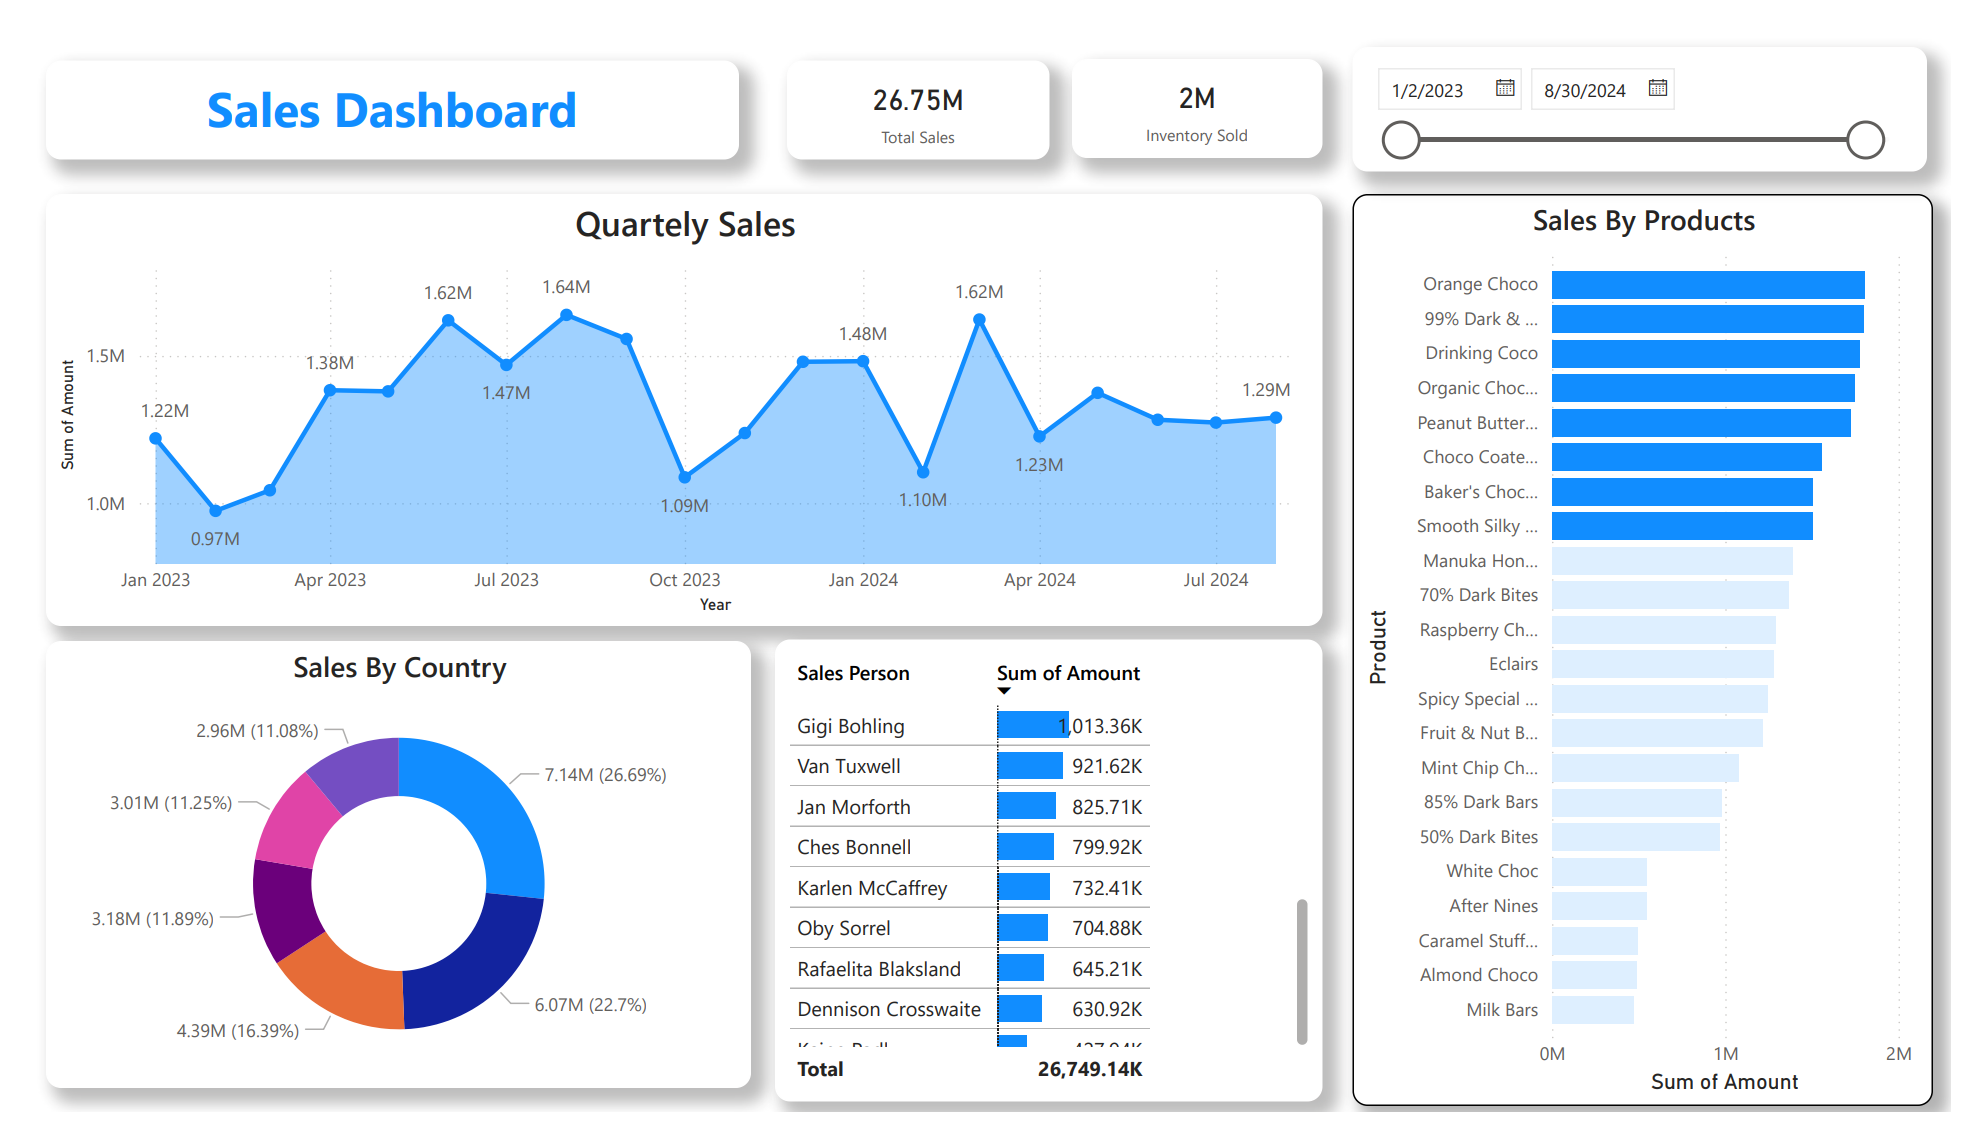 Sales Dashboard
26.75M
Total Sales
2M
Inventory Sold
1/2/2023
8/30/2024
Quartely Sales
Sum of Amount
1.5M
1.0M
1.22M
0.97M
1.38M
1.62M
1.47M
1.64M
1.09M
1.48M
1.10M
1.62M
1.23M
1.29M
Jan 2023
Apr 2023
Jul 2023
Oct 2023
Jan 2024
Apr 2024
Jul 2024
Year
Sales By Country
2.96M (11.08%)
7.14M (26.69%)
3.01M (11.25%)
3.18M (11.89%)
6.07M (22.7%)
4.39M (16.39%)
Sales Person Sum of Amount
Gigi Bohling 1,013.36K
Van Tuxwell 921.62K
Jan Morforth 825.71K
Ches Bonnell 799.92K
Karlen McCaffrey 732.41K
Oby Sorrel 704.88K
Rafaelita Blaksland 645.21K
Dennison Crosswaite 630.92K
Total 26,749.14K
Sales By Products
Product
Orange Choco
99% Dark & ...
Drinking Coco
Organic Choc...
Peanut Butter...
Choco Coate...
Baker's Choc...
Smooth Silky ...
Manuka Hon...
70% Dark Bites
Raspberry Ch...
Eclairs
Spicy Special ...
Fruit & Nut B...
Mint Chip Ch...
85% Dark Bars
50% Dark Bites
White Choc
After Nines
Caramel Stuff...
Almond Choco
Milk Bars
0M
1M
2M
Sum of Amount